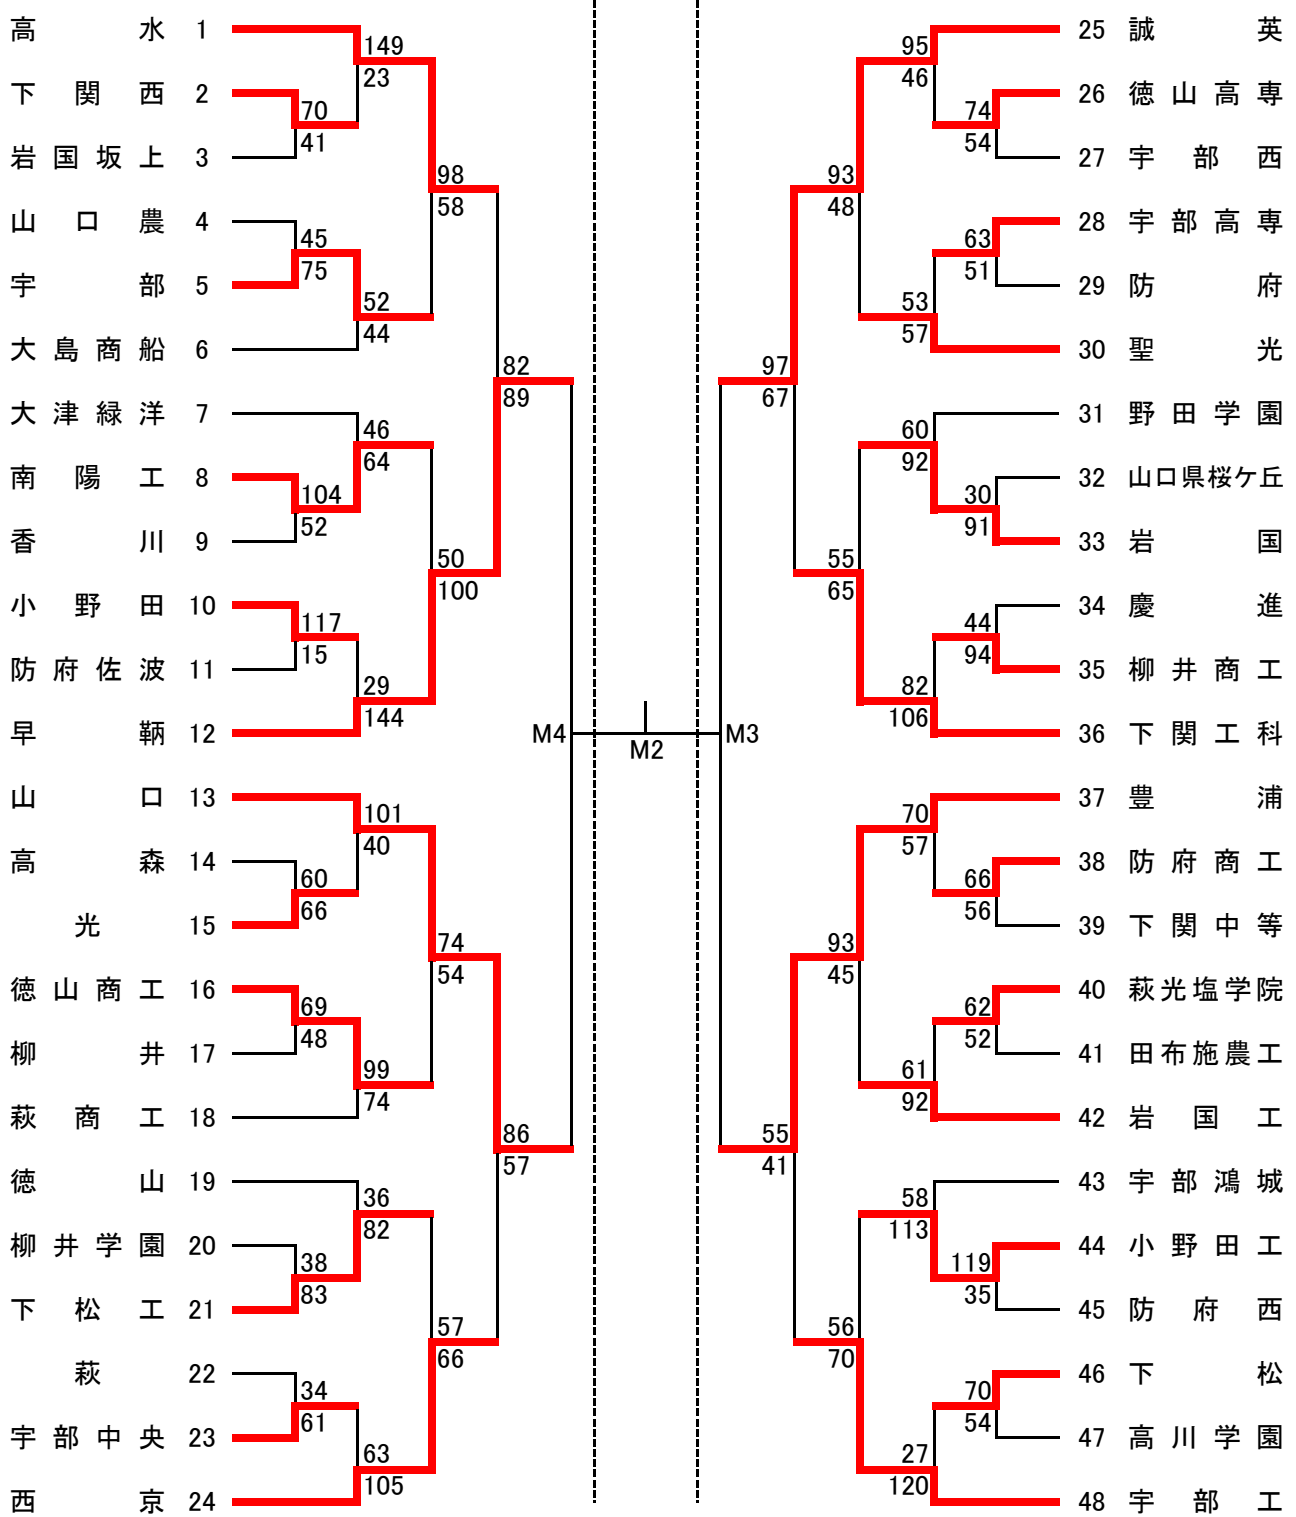 高水 1
下関西 2
岩国坂上 3
山口農 4
宇部 5
大島商船 6
大津緑洋 7
南陽工 8
香川 9
小野田 10
防府佐波 11
早鞆 12
山口 13
高森 14
光 15
徳山商工 16
柳井 17
萩商工 18
徳山 19
柳井学園 20
下松工 21
萩 22
宇部中央 23
西京 24
149
23
70
41
98
58
45
75
52
44
82
89
46
64
104
52
50
100
117
15
29
144
M4
M2
M3
101
40
60
66
74
54
69
48
99
74
86
57
36
82
38
83
57
66
34
61
63
105
95
46
74
54
93
48
63
51
53
57
97
67
60
92
30
91
55
65
44
94
82
106
70
57
66
56
93
45
62
52
61
92
55
41
58
113
119
35
56
70
70
54
27
120
25 誠英
26 徳山高専
27 宇部西
28 宇部高専
29 防府
30 聖光
31 野田学園
32 山口県桜ケ丘
33 岩国
34 慶進
35 柳井商工
36 下関工科
37 豊浦
38 防府商工
39 下関中等
40 萩光塩学院
41 田布施農工
42 岩国工
43 宇部鴻城
44 小野田工
45 防府西
46 下松
47 高川学園
48 宇部工